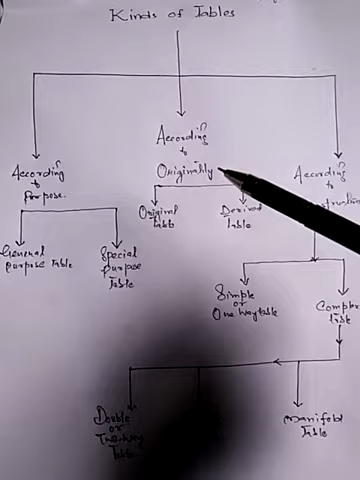 Kinds of Tables
According
to
Originality
According
to
Purpose.
According
to
Original
Table
Derived
Table
General
purpose Table
Special
Purpose
Table
Simple
or
One way table
Complex
Table
Double
or
Two way
Table
Manifold
Table